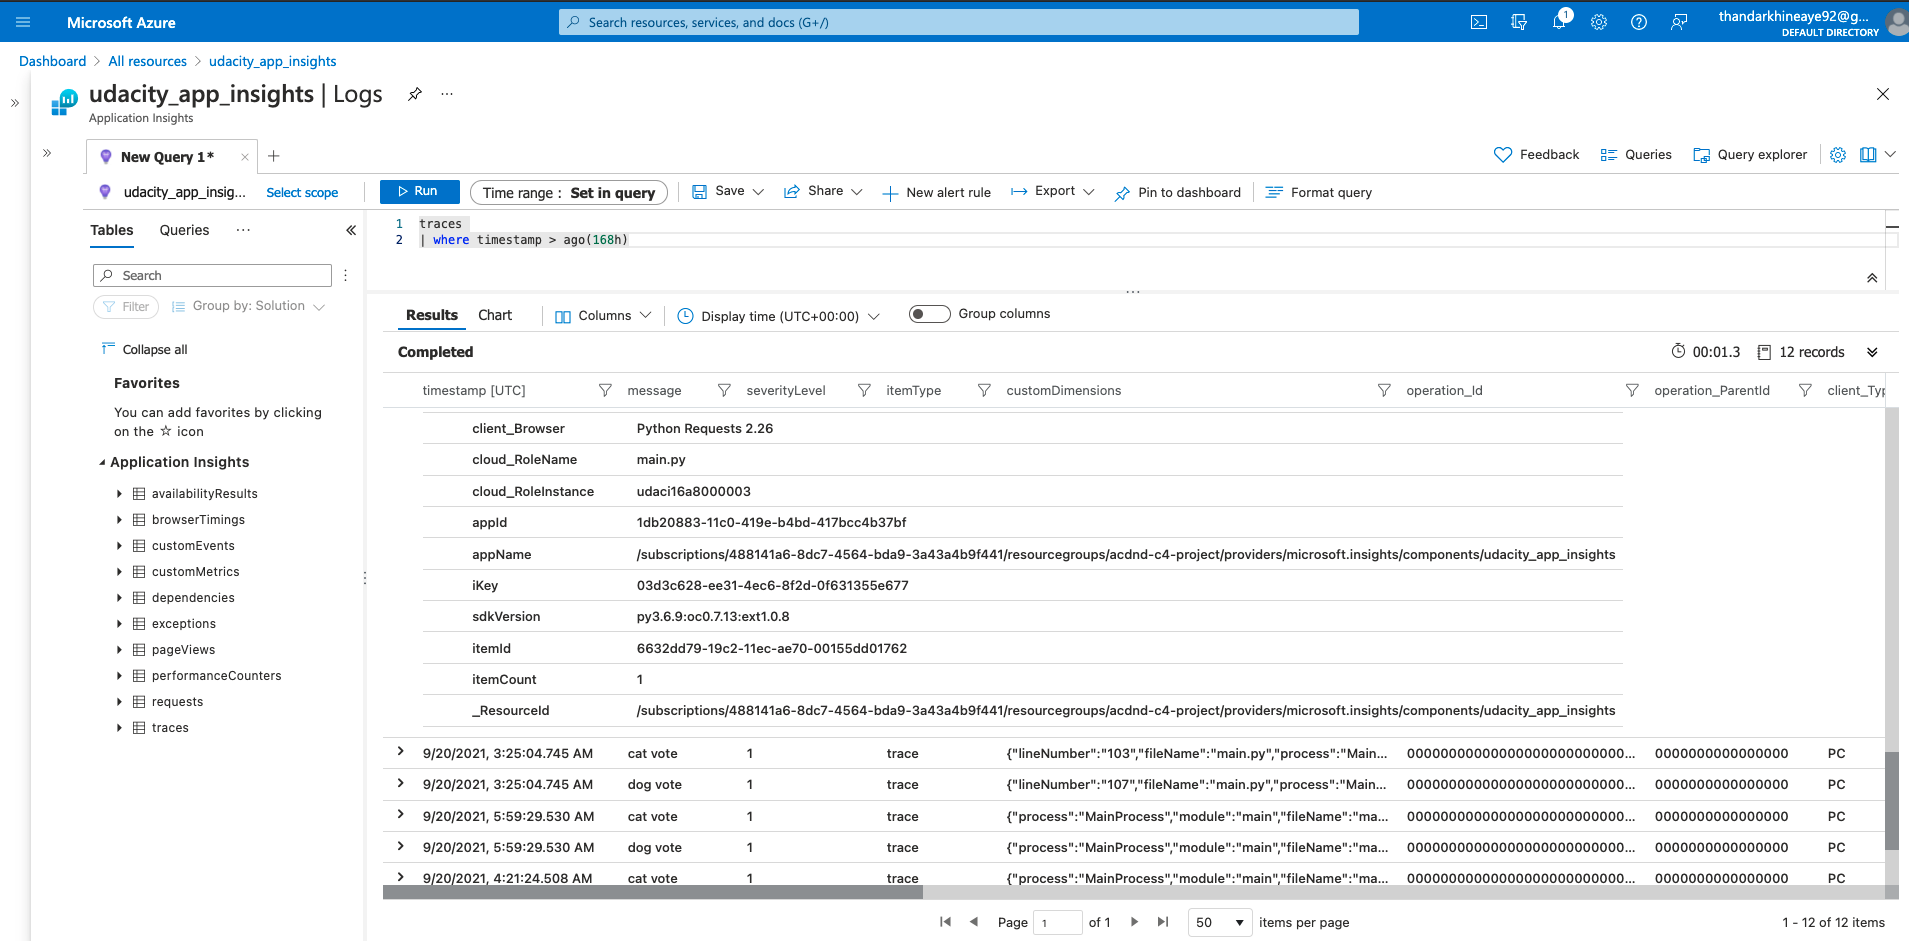 Microsoft Azure
Search resources, services, and docs (G+/)
1
thandarkhineaye92@g...
DEFAULT DIRECTORY
Dashboard > All resources > udacity_app_insights
udacity_app_insights | Logs
...
Application Insights
New Query 1*
Feedback
Queries
Query explorer
udacity_app_insig...
Select scope
Run
Time range : Set in query
Save
Share
New alert rule
Export
Pin to dashboard
Format query
Tables
Queries
...
1 traces
2 | where timestamp > ago(168h)
Search
Filter
Group by: Solution
Collapse all
Favorites
You can add favorites by clicking
on the ☆ icon
Application Insights
availabilityResults
browserTimings
customEvents
customMetrics
dependencies
exceptions
pageViews
performanceCounters
requests
traces
Results
Chart
Columns
Display time (UTC+00:00)
Group columns
Completed
00:01.3
12 records
timestamp [UTC] message severityLevel itemType customDimensions operation_Id operation_ParentId client_Typ
client_Browser Python Requests 2.26
cloud_RoleName main.py
cloud_RoleInstance udaci16a8000003
appId 1db20883-11c0-419e-b4bd-417bcc4b37bf
appName /subscriptions/488141a6-8dc7-4564-bda9-3a43a4b9f441/resourcegroups/acdnd-c4-project/providers/microsoft.insights/components/udacity_app_insights
iKey 03d3c628-ee31-4ec6-8f2d-0f631355e677
sdkVersion py3.6.9:oc0.7.13:ext1.0.8
itemId 6632dd79-19c2-11ec-ae70-00155dd01762
itemCount 1
_ResourceId /subscriptions/488141a6-8dc7-4564-bda9-3a43a4b9f441/resourcegroups/acdnd-c4-project/providers/microsoft.insights/components/udacity_app_insights
9/20/2021, 3:25:04.745 AM cat vote 1 trace {"lineNumber":"103","fileName":"main.py","process":"Main... 00000000000000000000000000... 0000000000000000 PC
9/20/2021, 3:25:04.745 AM dog vote 1 trace {"lineNumber":"107","fileName":"main.py","process":"Main... 00000000000000000000000000... 0000000000000000 PC
9/20/2021, 5:59:29.530 AM cat vote 1 trace {"process":"MainProcess","module":"main","fileName":"ma... 00000000000000000000000000... 0000000000000000 PC
9/20/2021, 5:59:29.530 AM dog vote 1 trace {"process":"MainProcess","module":"main","fileName":"ma... 00000000000000000000000000... 0000000000000000 PC
9/20/2021, 4:21:24.508 AM cat vote 1 trace {"process":"MainProcess","module":"main","fileName":"ma... 00000000000000000000000000... 0000000000000000 PC
Page 1 of 1
50 items per page
1 - 12 of 12 items